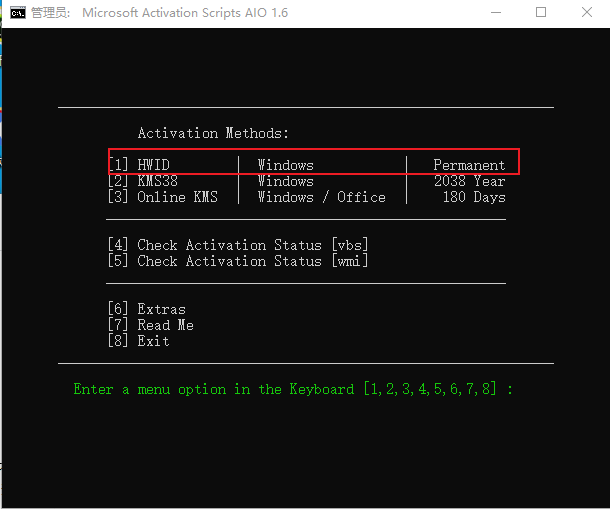 管理员:   Microsoft Activation Scripts AIO 1.6
Activation Methods:
[1] HWID | Windows | Permanent
[2] KMS38 | Windows | 2038 Year
[3] Online KMS | Windows / Office | 180 Days
[4] Check Activation Status [vbs]
[5] Check Activation Status [wmi]
[6] Extras
[7] Read Me
[8] Exit
Enter a menu option in the Keyboard [1,2,3,4,5,6,7,8] :